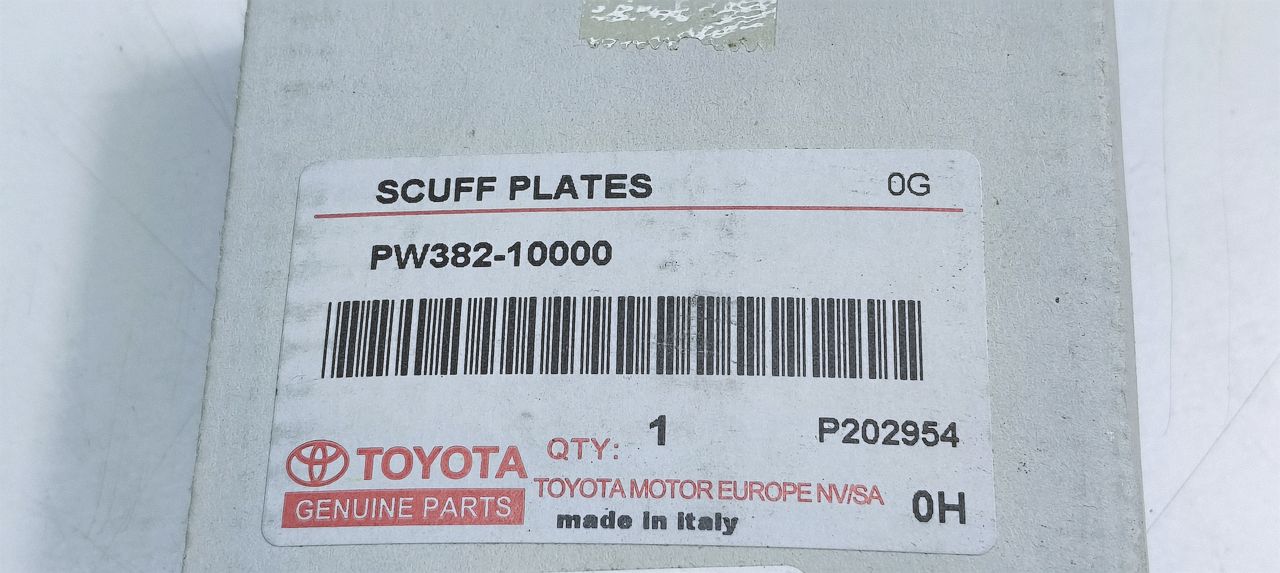 SCUFF PLATES 0G
PW382-10000
QTY: 1 P202954
TOYOTA
GENUINE PARTS
TOYOTA MOTOR EUROPE NV/SA
made in italy 0H